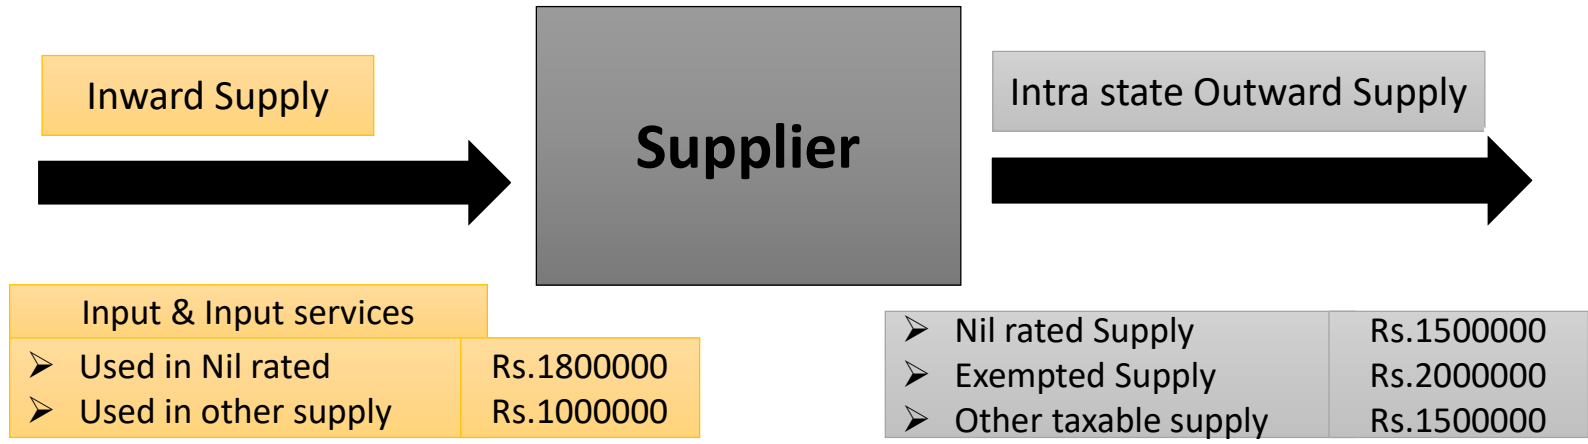 Inward Supply
Supplier
Intra state Outward Supply
Input & Input services
➢ Used in Nil rated Rs.1800000
➢ Used in other supply Rs.1000000
➢ Nil rated Supply Rs.1500000
➢ Exempted Supply Rs.2000000
➢ Other taxable supply Rs.1500000